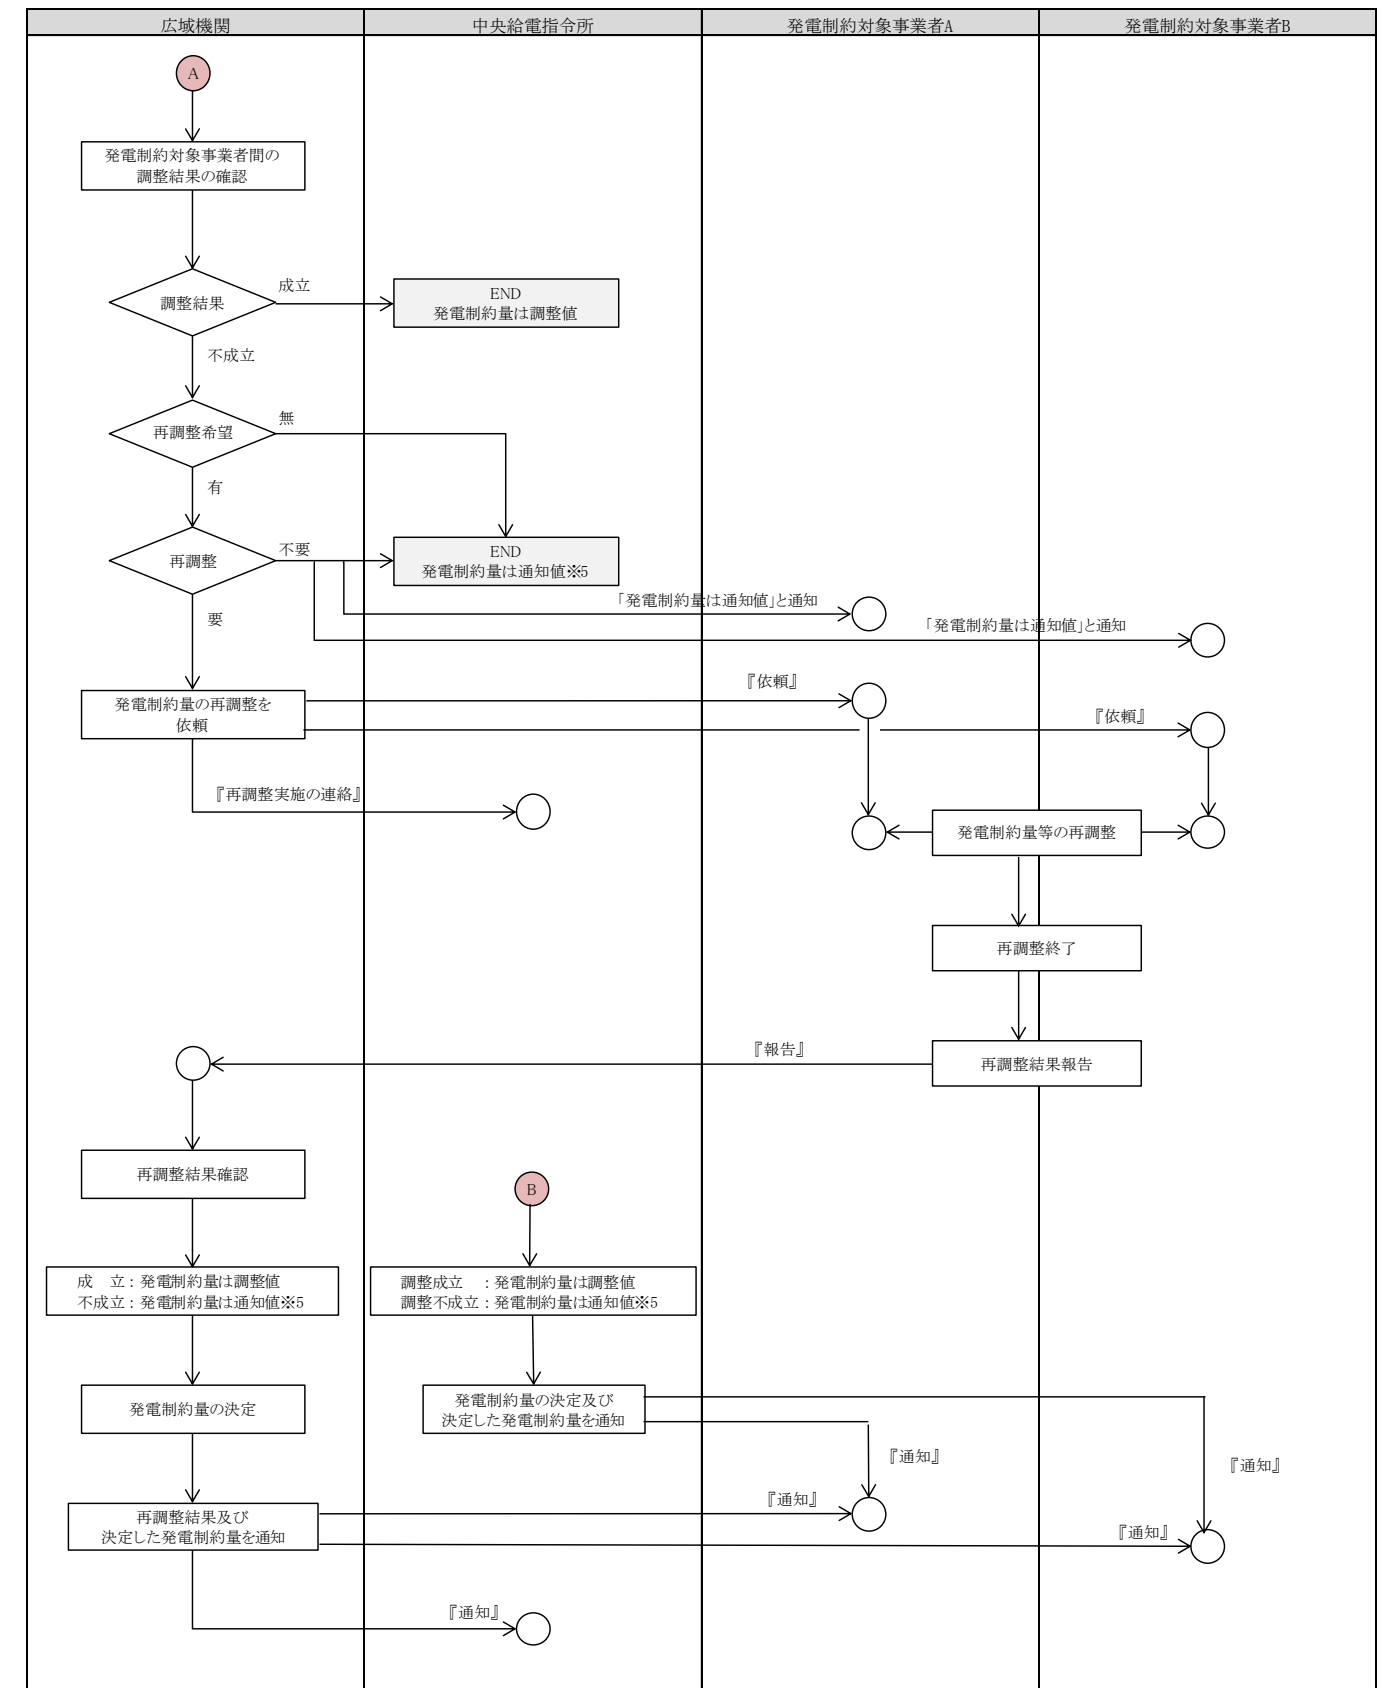 広域機関
中央給電指令所
発電制約対象事業者A
発電制約対象事業者B
A
発電制約対象事業者間の
調整結果の確認
調整結果
成立
END
発電制約量は調整値
不成立
再調整希望
無
有
再調整
不要
END
発電制約量は通知値※5
「発電制約量は通知値」と通知
「発電制約量は通知値」と通知
要
発電制約量の再調整を
依頼
『依頼』
『依頼』
『再調整実施の連絡』
発電制約量等の再調整
再調整終了
『報告』
再調整結果報告
再調整結果確認
B
成　立：発電制約量は調整値
不成立：発電制約量は通知値※5
調整成立　：発電制約量は調整値
調整不成立：発電制約量は通知値※5
発電制約量の決定
発電制約量の決定及び
決定した発電制約量を通知
『通知』
『通知』
再調整結果及び
決定した発電制約量を通知
『通知』
『通知』
『通知』